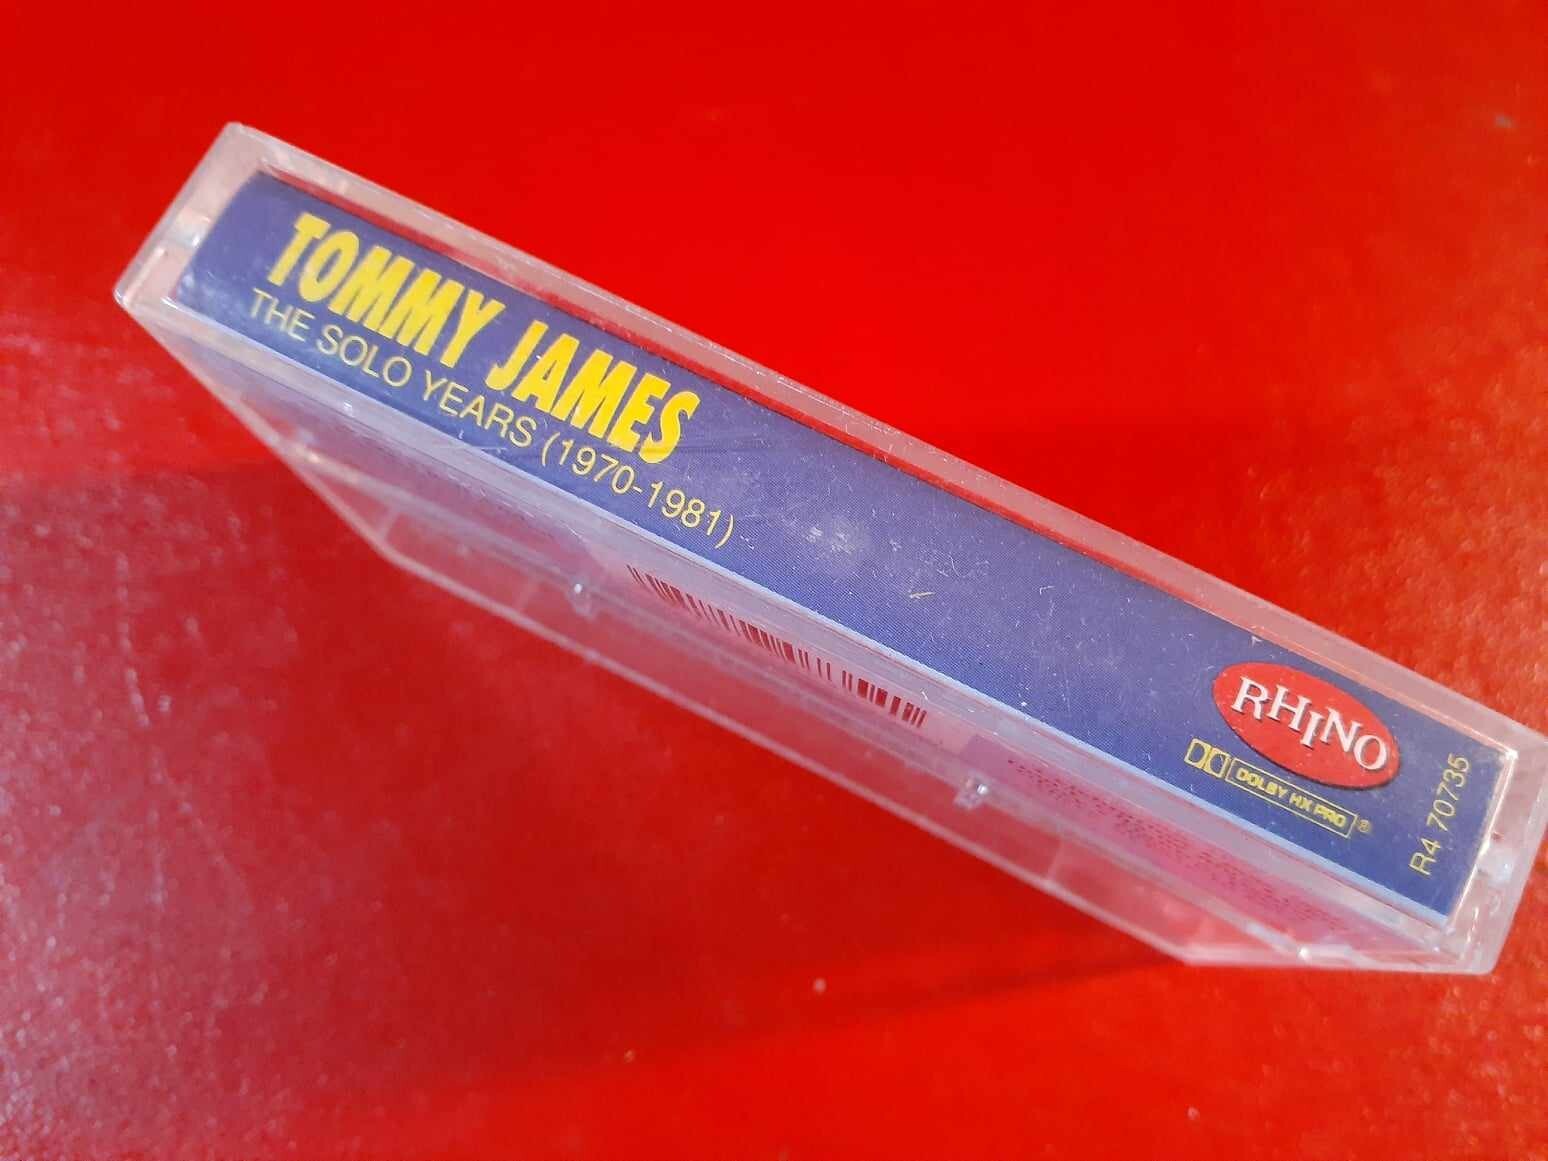 TOMMY JAMES
THE SOLO YEARS (1970-1981)
RHINO
DOLBY HX PRO®
R4 70735